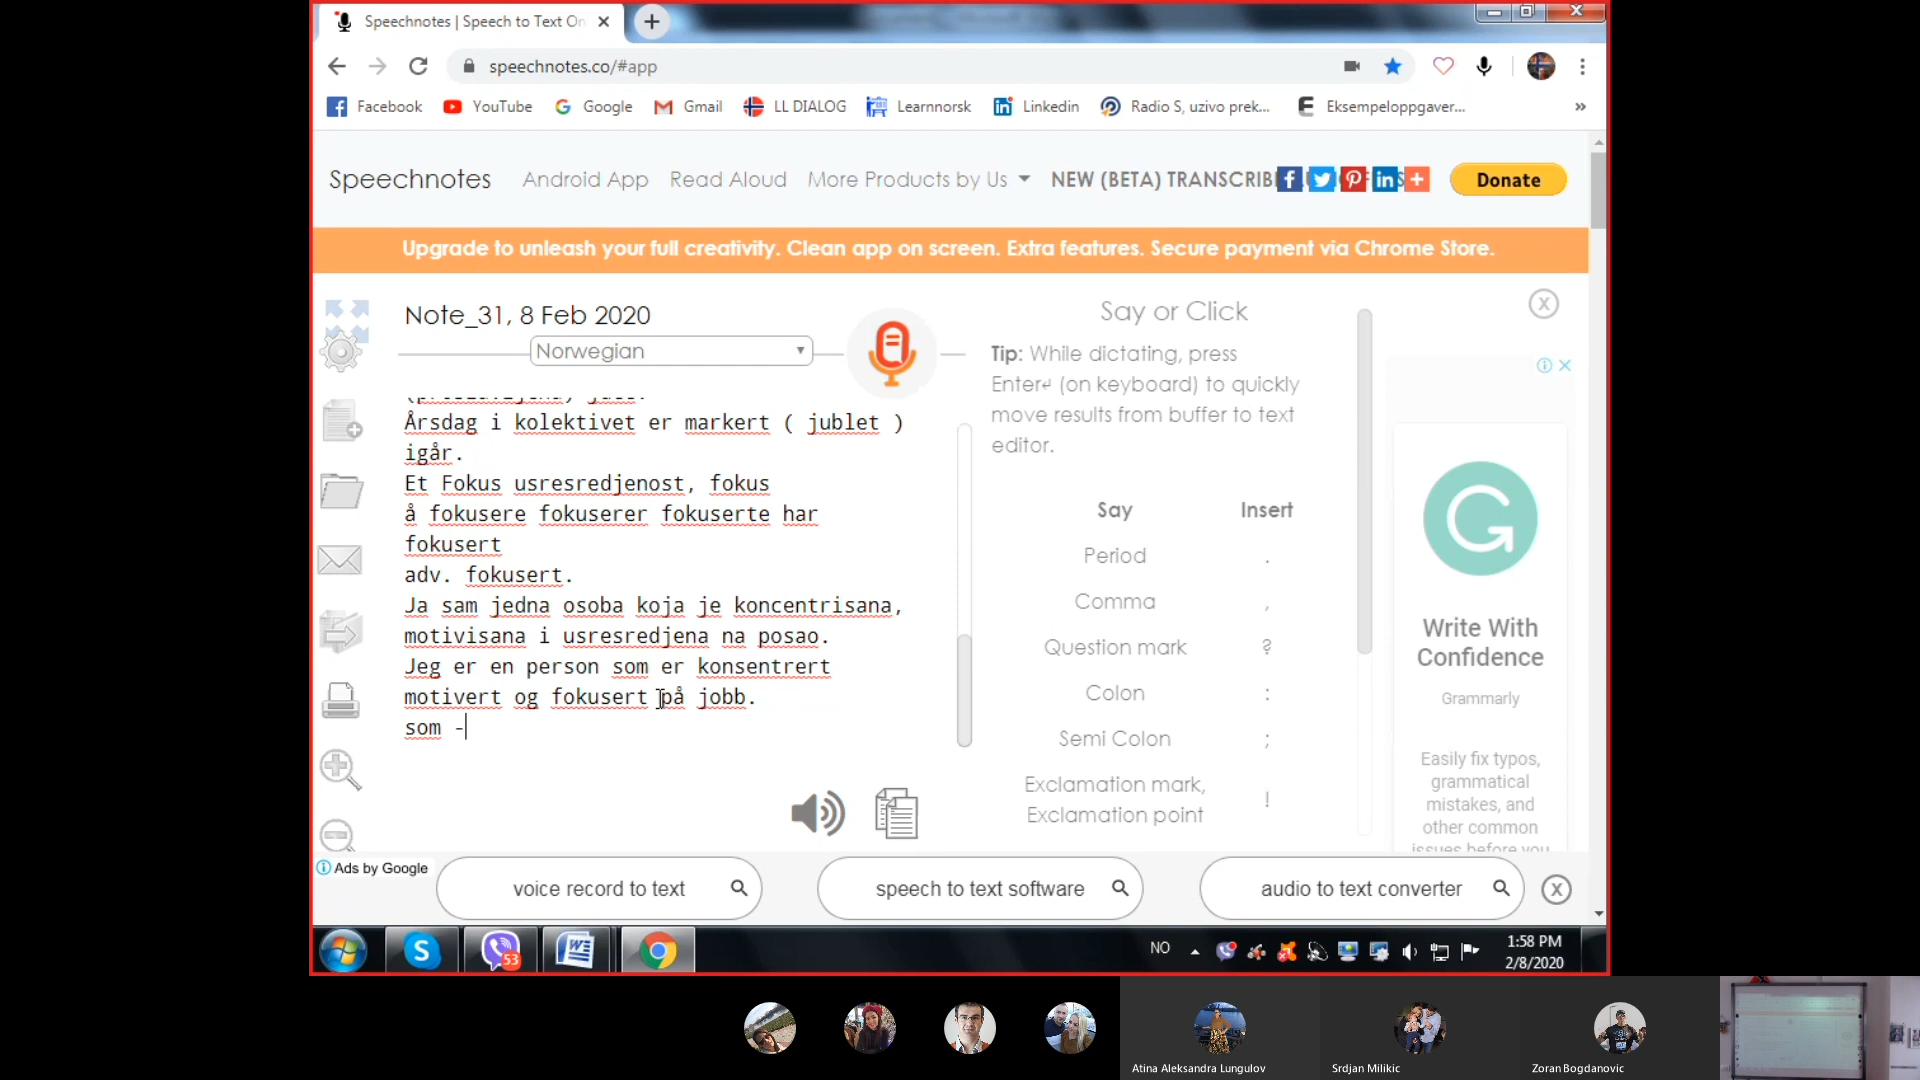 Speechnotes | Speech to Text On
speechnotes.co/#app
Facebook YouTube Google Gmail LL DIALOG Learnnorsk Linkedin Radio S, uzivo prek... Eksempeloppgaver... »
Speechnotes Android App Read Aloud More Products by Us NEW (BETA) TRANSCRIB Donate
Upgrade to unleash your full creativity. Clean app on screen. Extra features. Secure payment via Chrome Store.
Note_31, 8 Feb 2020
Norwegian
Årsdag i kolektivet er markert ( jublet )
igår.
Et Fokus usresredjenost, fokus
å fokusere fokuserer fokuserte har
fokusert
adv. fokusert.
Ja sam jedna osoba koja je koncentrisana,
motivisana i usresredjena na posao.
Jeg er en person som er konsentrert
motivert og fokusert på jobb.
som -
Say or Click
Tip: While dictating, press
Enter↵ (on keyboard) to quickly
move results from buffer to text
editor.
Say Insert
Period .
Comma ,
Question mark ?
Colon :
Semi Colon ;
Exclamation mark,
Exclamation point !
Write With
Confidence
Grammarly
Easily fix typos,
grammatical
mistakes, and
other common
issues before you
Ads by Google
voice record to text
speech to text software
audio to text converter
53
NO
1:58 PM
2/8/2020
Atina Aleksandra Lungulov
Srdjan Milikic
Zoran Bogdanovic